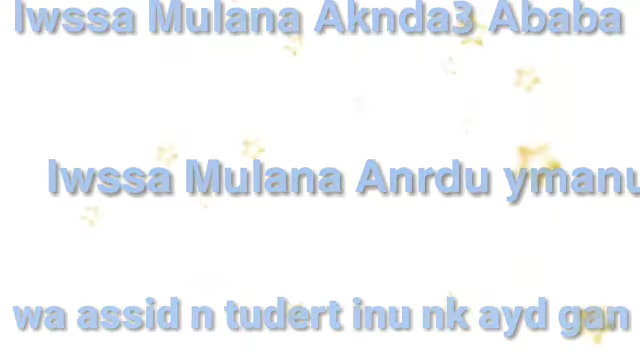 Iwssa Mulana Aknda3 Ababa
Iwssa Mulana Anrdu ymanu
wa assid n tudert inu nk ayd gan